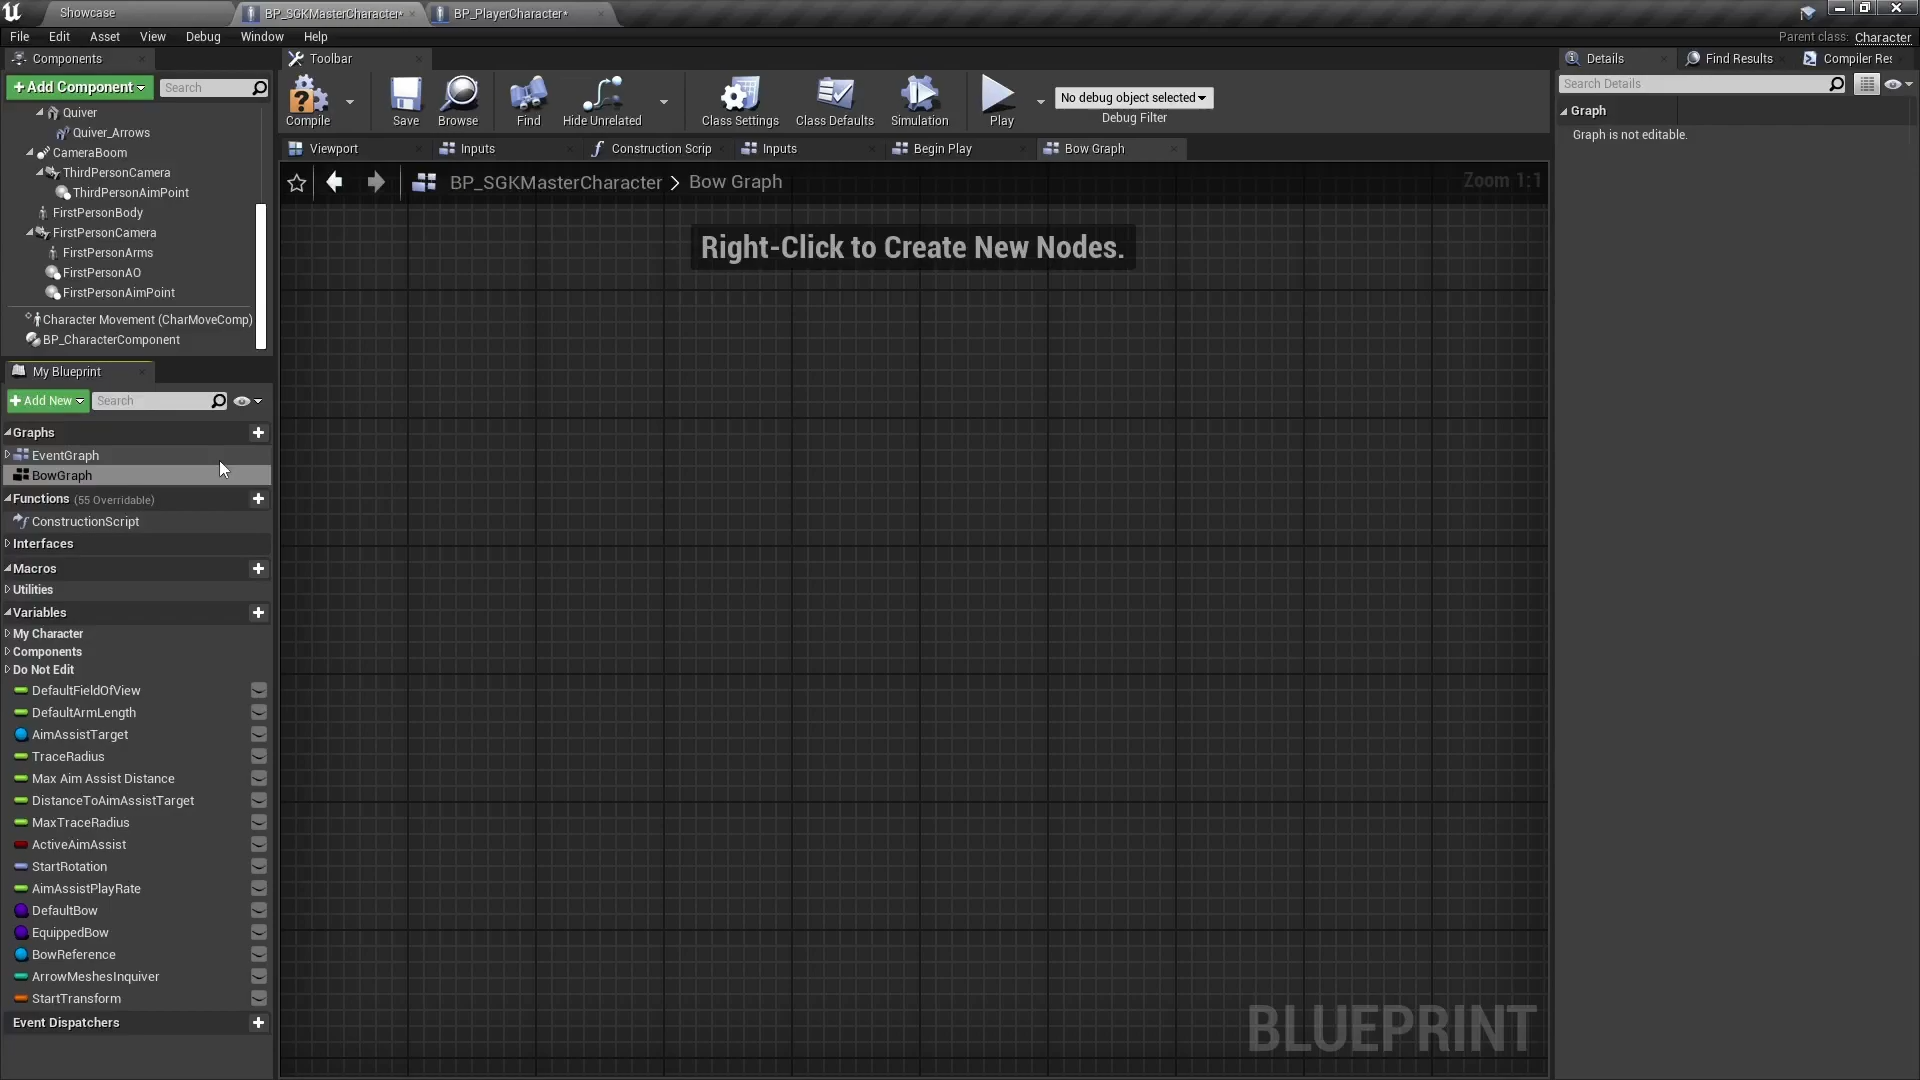 Showcase
BP_SGKMasterCharacter*
BP_PlayerCharacter*
File Edit Asset View Debug Window Help
Parent class: Character
Components
+Add Component
Search
Quiver
Quiver_Arrows
CameraBoom
ThirdPersonCamera
ThirdPersonAimPoint
FirstPersonBody
FirstPersonCamera
FirstPersonArms
FirstPersonAO
FirstPersonAimPoint
Character Movement (CharMoveComp)
BP_CharacterComponent
My Blueprint
+Add New
Search
Graphs
EventGraph
BowGraph
Functions (55 Overridable)
ConstructionScript
Interfaces
Macros
Utilities
Variables
My Character
Components
Do Not Edit
DefaultFieldOfView
DefaultArmLength
AimAssistTarget
TraceRadius
Max Aim Assist Distance
DistanceToAimAssistTarget
MaxTraceRadius
ActiveAimAssist
StartRotation
AimAssistPlayRate
DefaultBow
EquippedBow
BowReference
ArrowMeshesInquiver
StartTransform
Event Dispatchers
Toolbar
Compile
Save
Browse
Find
Hide Unrelated
Class Settings
Class Defaults
Simulation
Play
No debug object selected
Debug Filter
Viewport
Inputs
Construction Scrip
Inputs
Begin Play
Bow Graph
BP_SGKMasterCharacter > Bow Graph
Zoom 1:1
Right-Click to Create New Nodes.
BLUEPRINT
Details
Find Results
Compiler Res
Search Details
Graph
Graph is not editable.